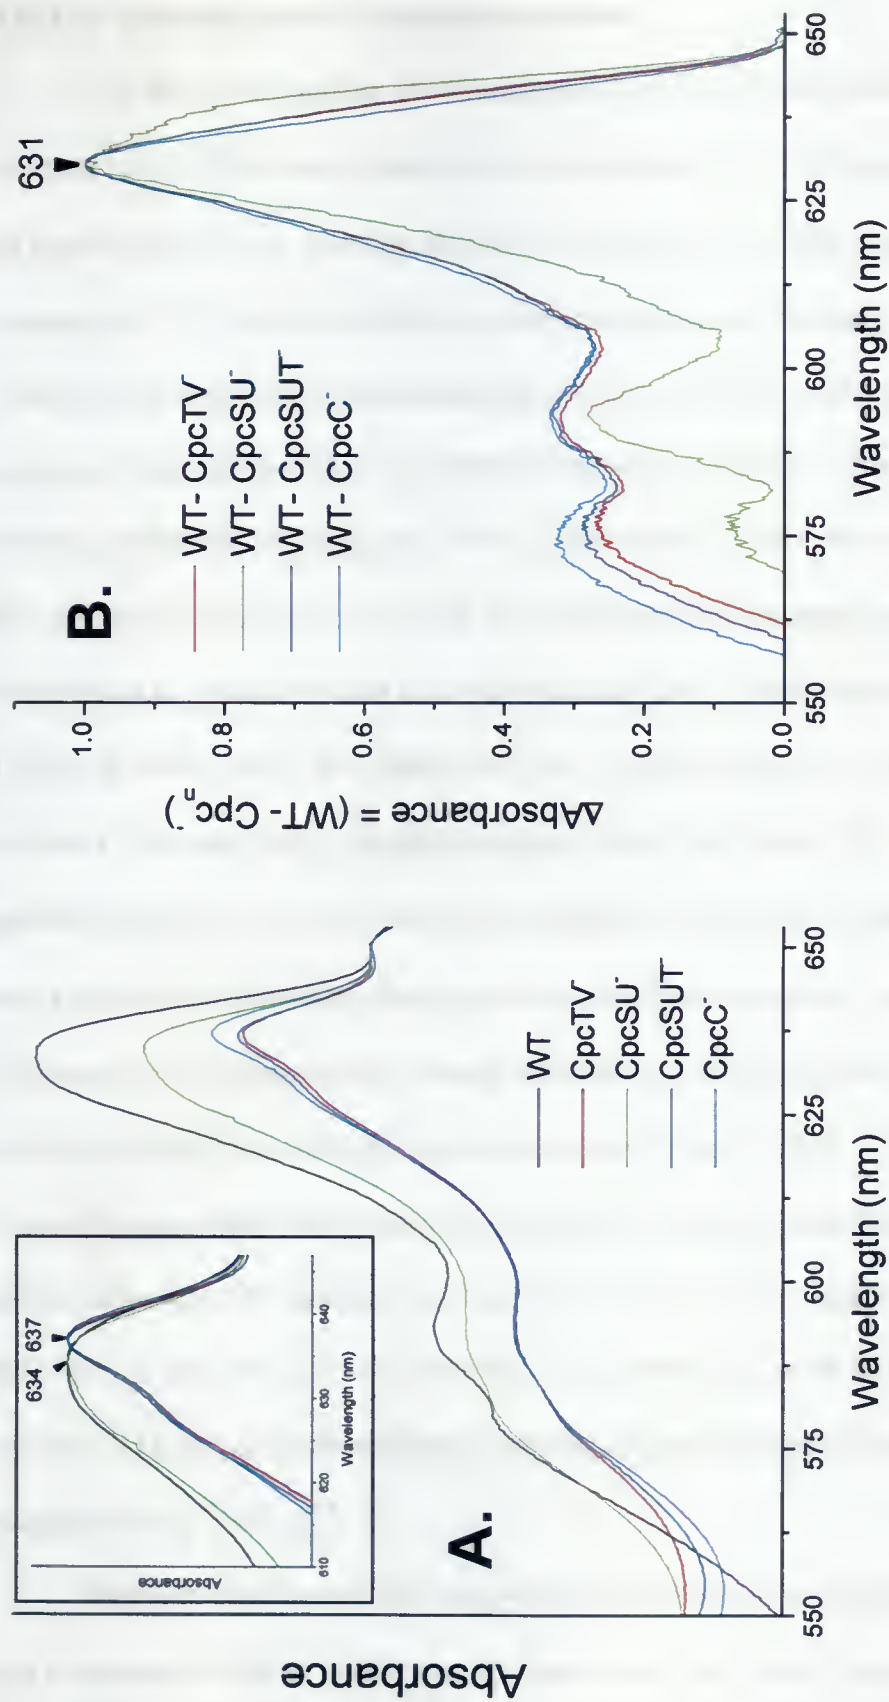 A.
Absorbance
634 637
Absorbance
610 620 630 640
Wavelength (nm)
WT
CpcTV⁻
CpcSU⁻
CpcSUT⁻
CpcC⁻
550 575 600 625 650
Wavelength (nm)
B.
631
WT- CpcTV⁻
WT- CpcSU⁻
WT- CpcSUT⁻
WT- CpcC⁻
ΔAbsorbance = (WT - Cpc⁻ₙ)
1.0
0.8
0.6
0.4
0.2
0.0
550 575 600 625 650
Wavelength (nm)